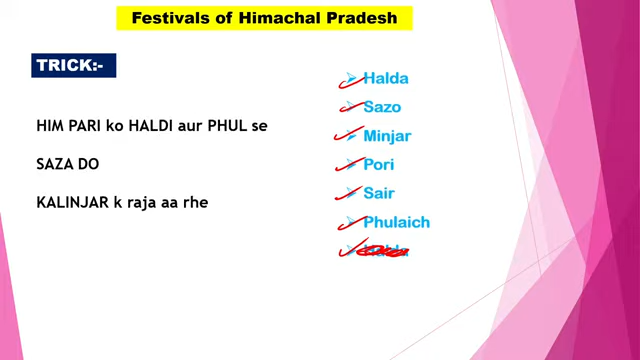 Festivals of Himachal Pradesh
TRICK:-
HIM PARI ko HALDI aur PHUL se
SAZA DO
KALINJAR k raja aa rhe
Halda
Sazo
Minjar
Pori
Sair
Phulaich